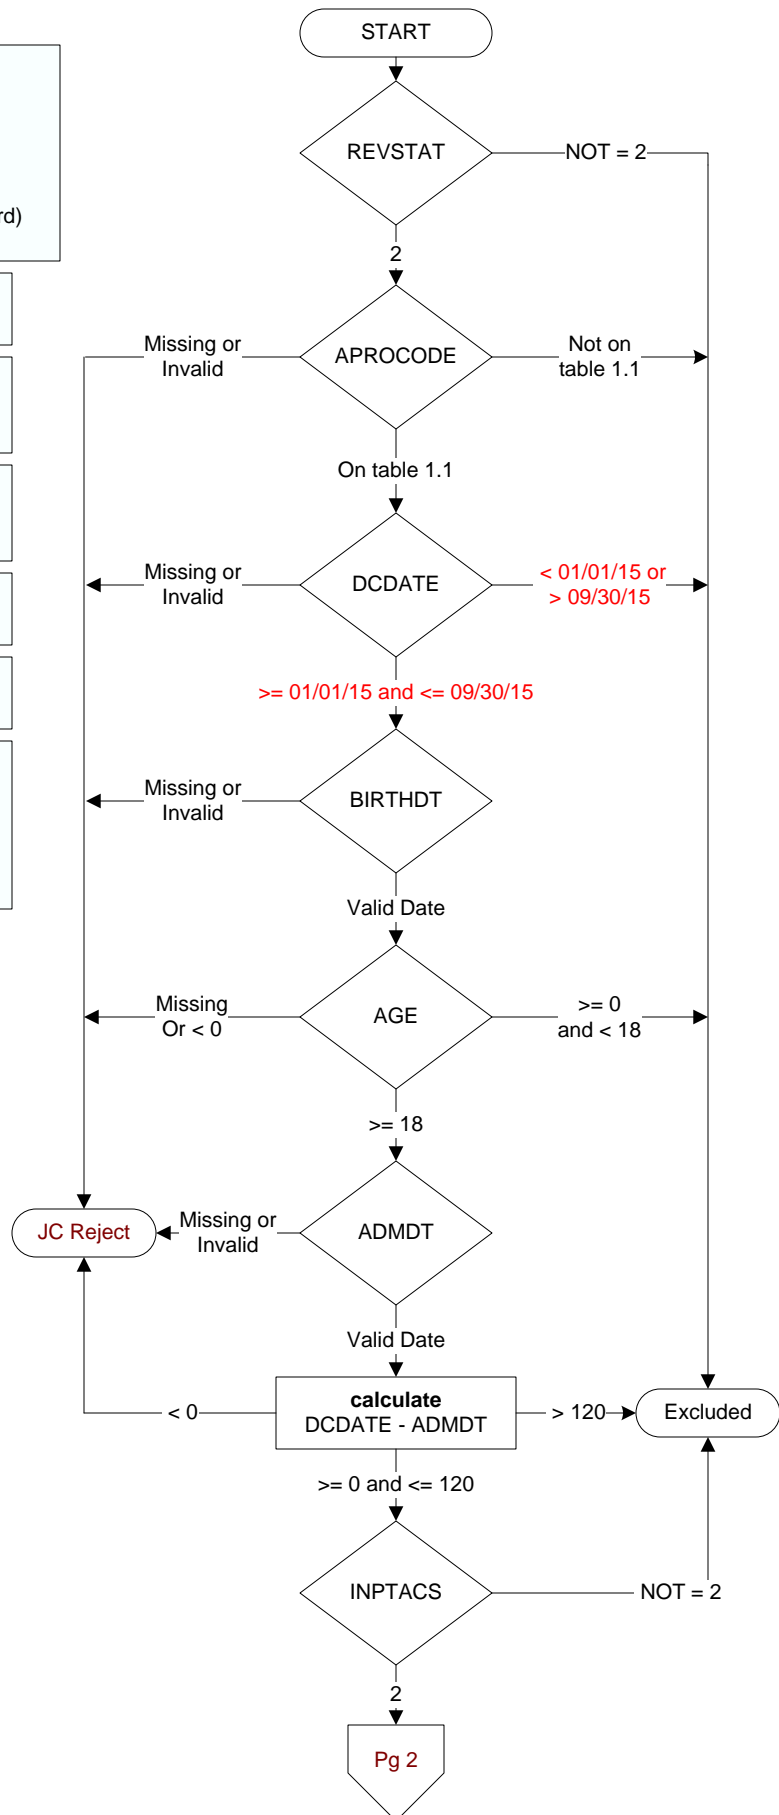 START
REVSTAT
NOT = 2
rd)
2
Missing or
Invalid
APROCODE
Not on
table 1.1
On table 1.1
Missing or
Invalid
DCDATE
< 01/01/15 or
> 09/30/15
>= 01/01/15 and <= 09/30/15
Missing or
Invalid
BIRTHDT
Valid Date
Missing
Or < 0
AGE
>= 0
and < 18
>= 18
JC Reject
Missing or
Invalid
ADMDT
Valid Date
< 0
calculate
DCDATE - ADMDT
> 120
Excluded
>= 0 and <= 120
INPTACS
NOT = 2
2
Pg 2